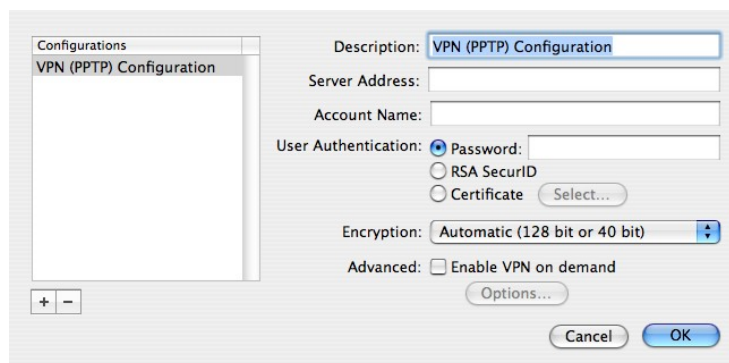 Configurations
VPN (PPTP) Configuration
+ −
Description: VPN (PPTP) Configuration
Server Address:
Account Name:
User Authentication: Password:
RSA SecurID
Certificate Select...
Encryption: Automatic (128 bit or 40 bit)
Advanced: Enable VPN on demand
Options...
Cancel OK